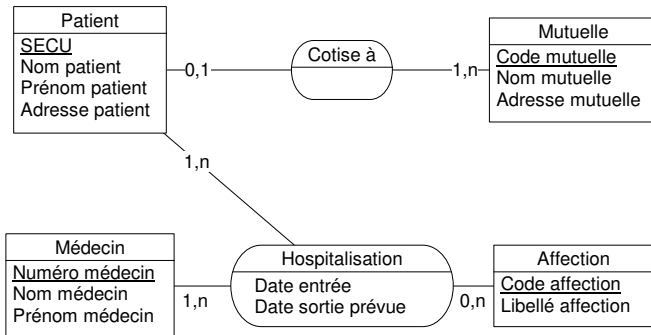 Patient
SECU
Nom patient
Prénom patient
Adresse patient
0,1
Cotise à
1,n
Mutuelle
Code mutuelle
Nom mutuelle
Adresse mutuelle
1,n
Médecin
Numéro médecin
Nom médecin
Prénom médecin
1,n
Hospitalisation
Date entrée
Date sortie prévue
0,n
Affection
Code affection
Libellé affection